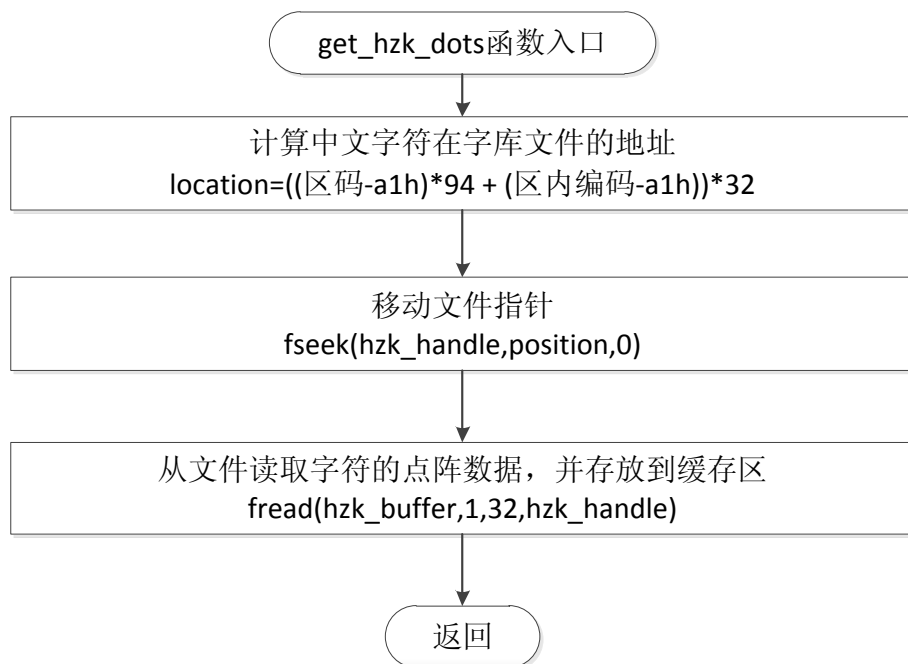 get_hzk_dots函数入口
计算中文字符在字库文件的地址
location=((区码-a1h)*94 + (区内编码-a1h))*32
移动文件指针
fseek(hzk_handle,position,0)
从文件读取字符的点阵数据，并存放到缓存区
fread(hzk_buffer,1,32,hzk_handle)
返回